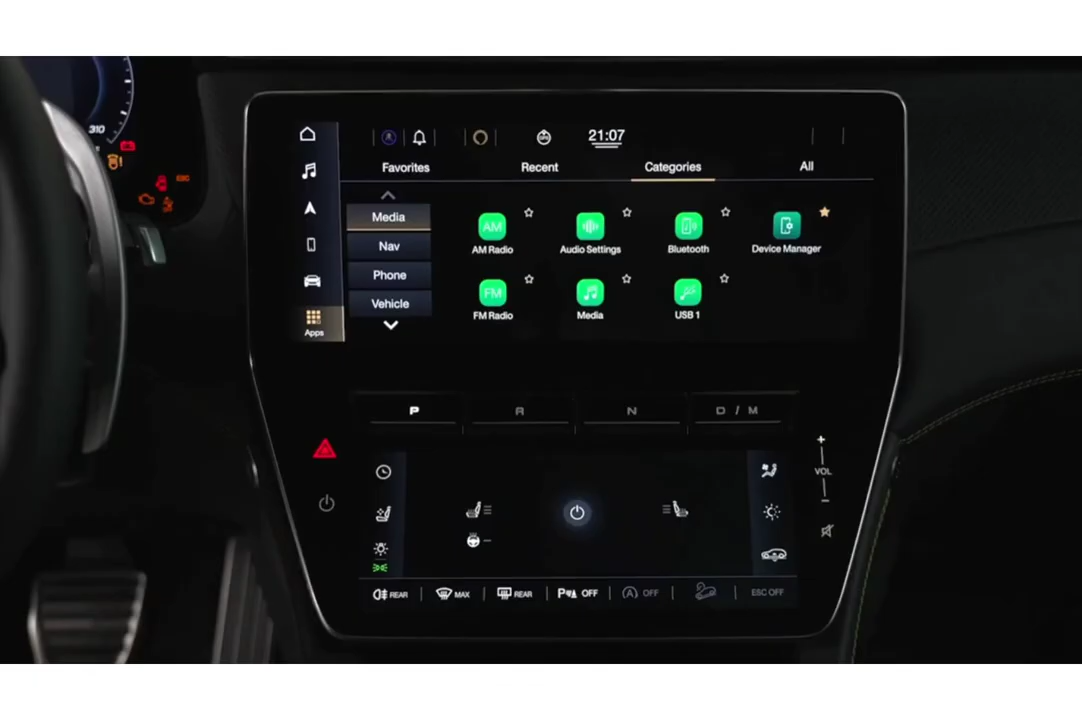 310
21:07
Favorites Recent Categories All
Media
Nav
Phone
Vehicle
AM
AM Radio
Audio Settings
Bluetooth
Device Manager
FM
FM Radio
Media
USB 1
Apps
P R N D / M
+
VOL
-
REAR
MAX
REAR
P OFF
A OFF
ESC OFF